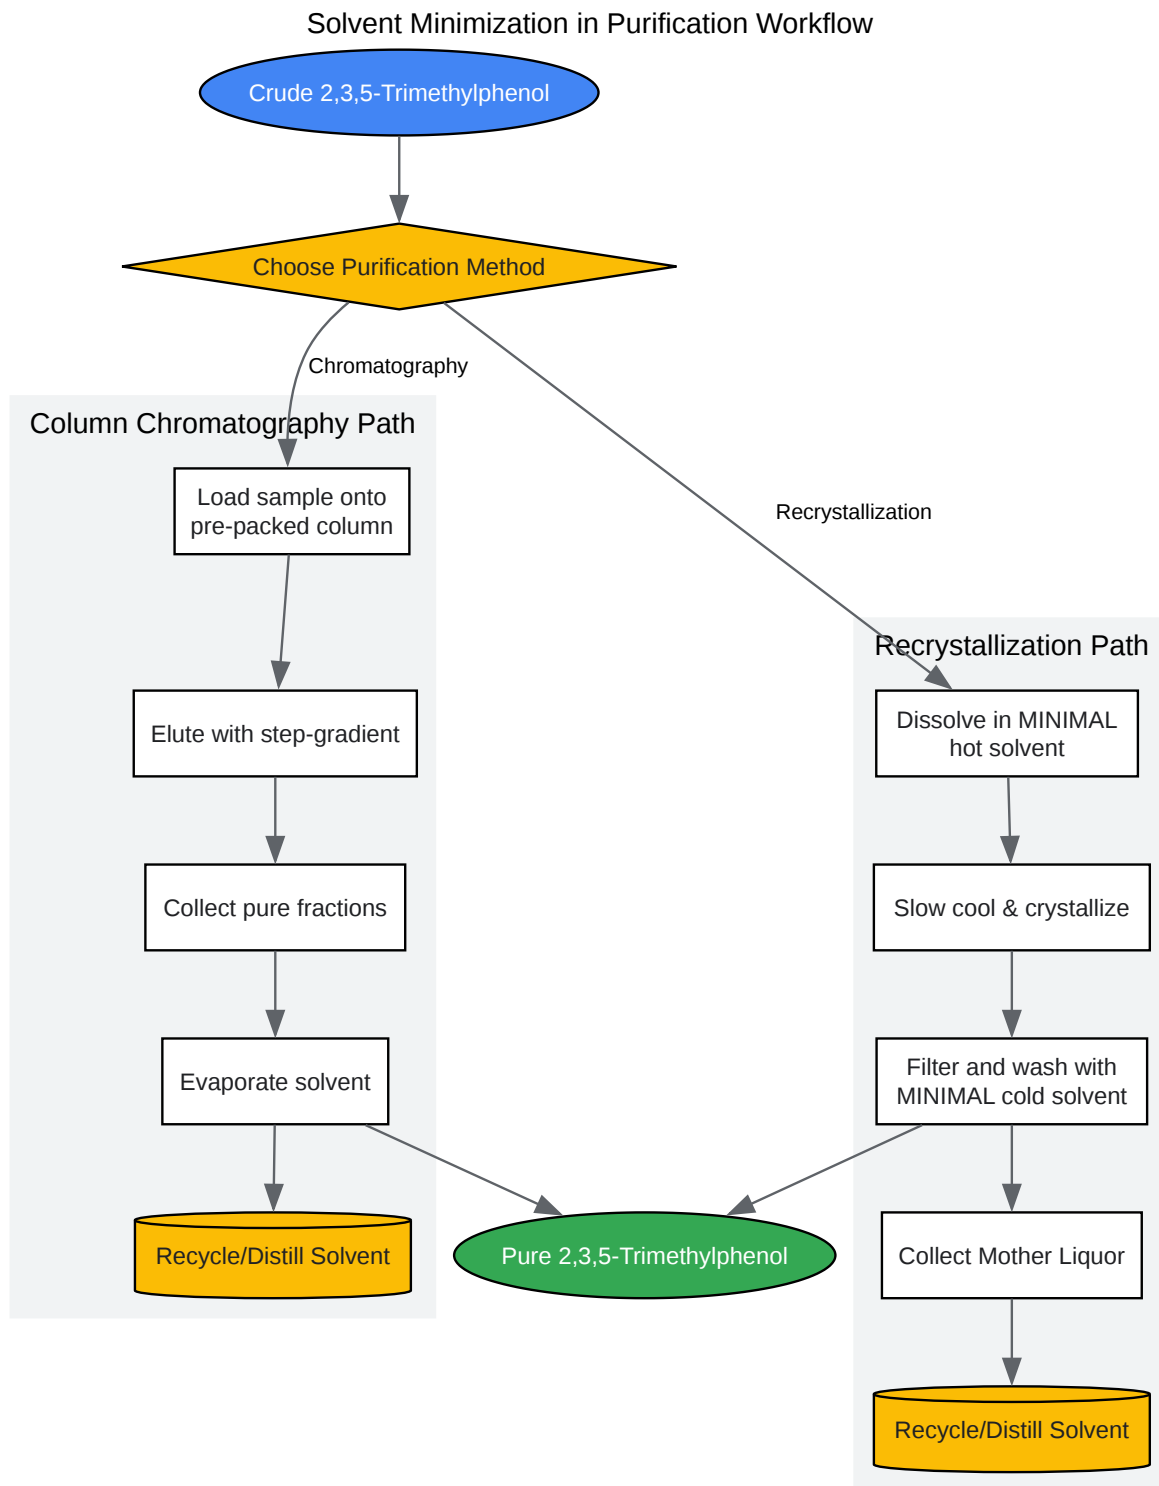 Solvent Minimization in Purification Workflow
Crude 2,3,5-Trimethylphenol
Choose Purification Method
Chromatography
Recrystallization
Column Chromatography Path
Load sample onto
pre-packed column
Elute with step-gradient
Collect pure fractions
Evaporate solvent
Recycle/Distill Solvent
Pure 2,3,5-Trimethylphenol
Recrystallization Path
Dissolve in MINIMAL
hot solvent
Slow cool & crystallize
Filter and wash with
MINIMAL cold solvent
Collect Mother Liquor
Recycle/Distill Solvent